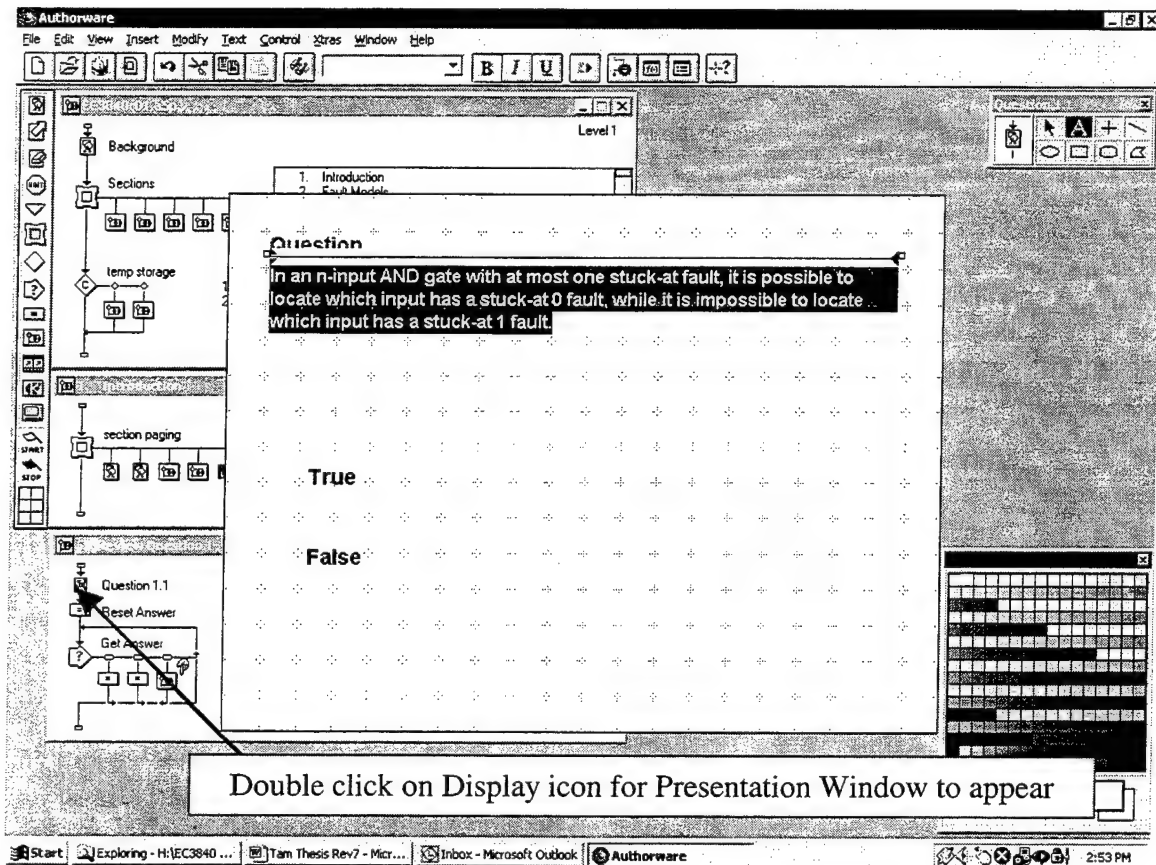 Authorware
File Edit View Insert Modify Text Control Xtras Window Help
B I U
Level 1
Background
Sections
1. Introduction
2. Fault Models
temp storage
C
Introduction
section paging
START
STOP
A
Question
In an n-input AND gate with at most one stuck-at fault, it is possible to
locate which input has a stuck-at 0 fault, while it is impossible to locate
which input has a stuck-at 1 fault.
True
False
Question 1.1
Reset Answer
Get Answer
Double click on Display icon for Presentation Window to appear
Start Exploring - H:\EC3840 ... Tam Thesis Rev7 - Micr... Inbox - Microsoft Outlook Authorware 2:53 PM